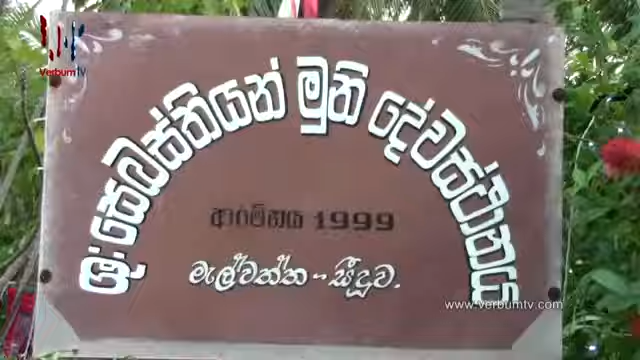 VerbumTV
ශු: සෙබස්තියන් මුනි දේවස්ථානය
ආරම්භය 1999
මැල්වත්ත - සීදූව.
www.verbumtv.com